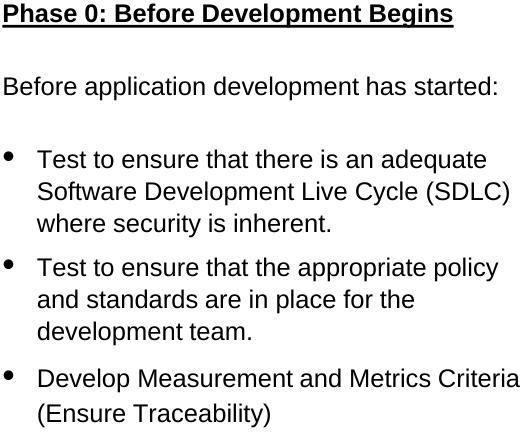 Phase 0: Before Development Begins
Before application development has started:
• Test to ensure that there is an adequate
Software Development Live Cycle (SDLC)
where security is inherent.
• Test to ensure that the appropriate policy
and standards are in place for the
development team.
• Develop Measurement and Metrics Criteria
(Ensure Traceability)